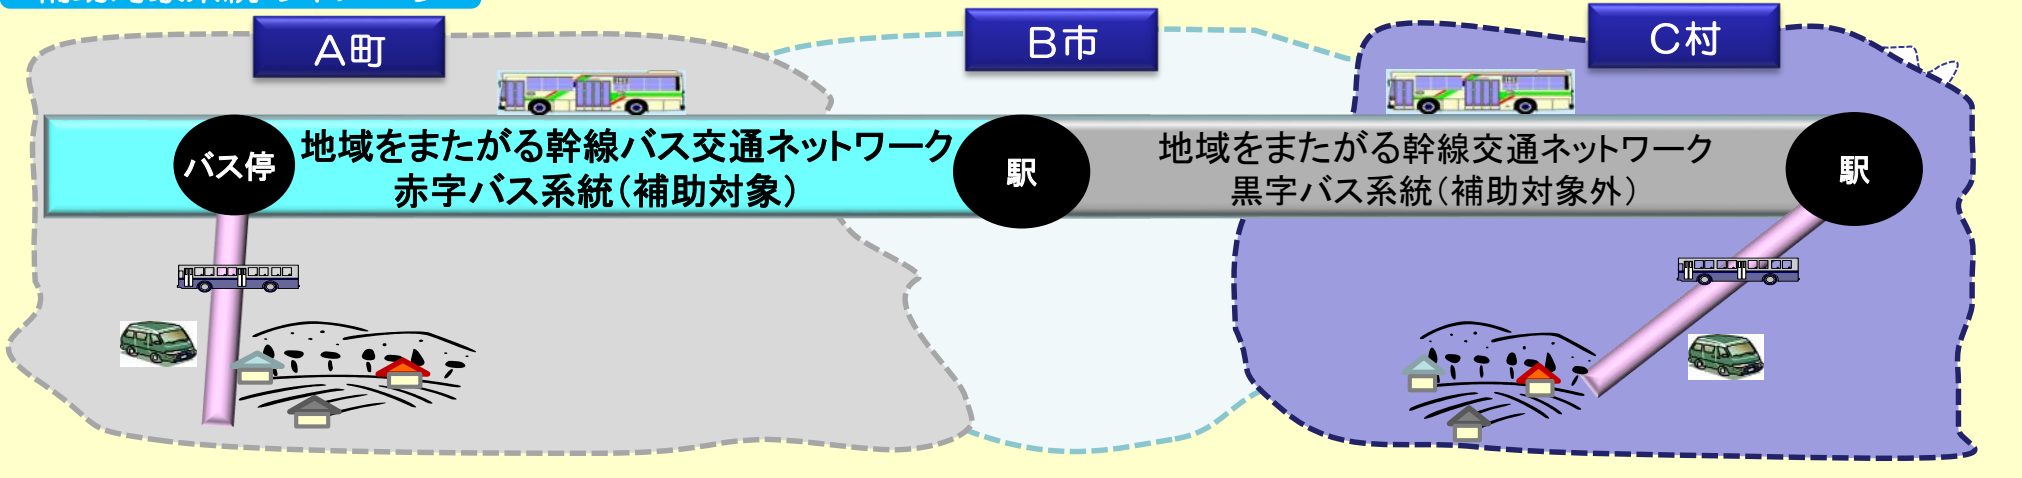 A町
B市
C村
バス停
地域をまたがる幹線バス交通ネットワーク
赤字バス系統(補助対象)
駅
地域をまたがる幹線交通ネットワーク
黒字バス系統(補助対象外)
駅